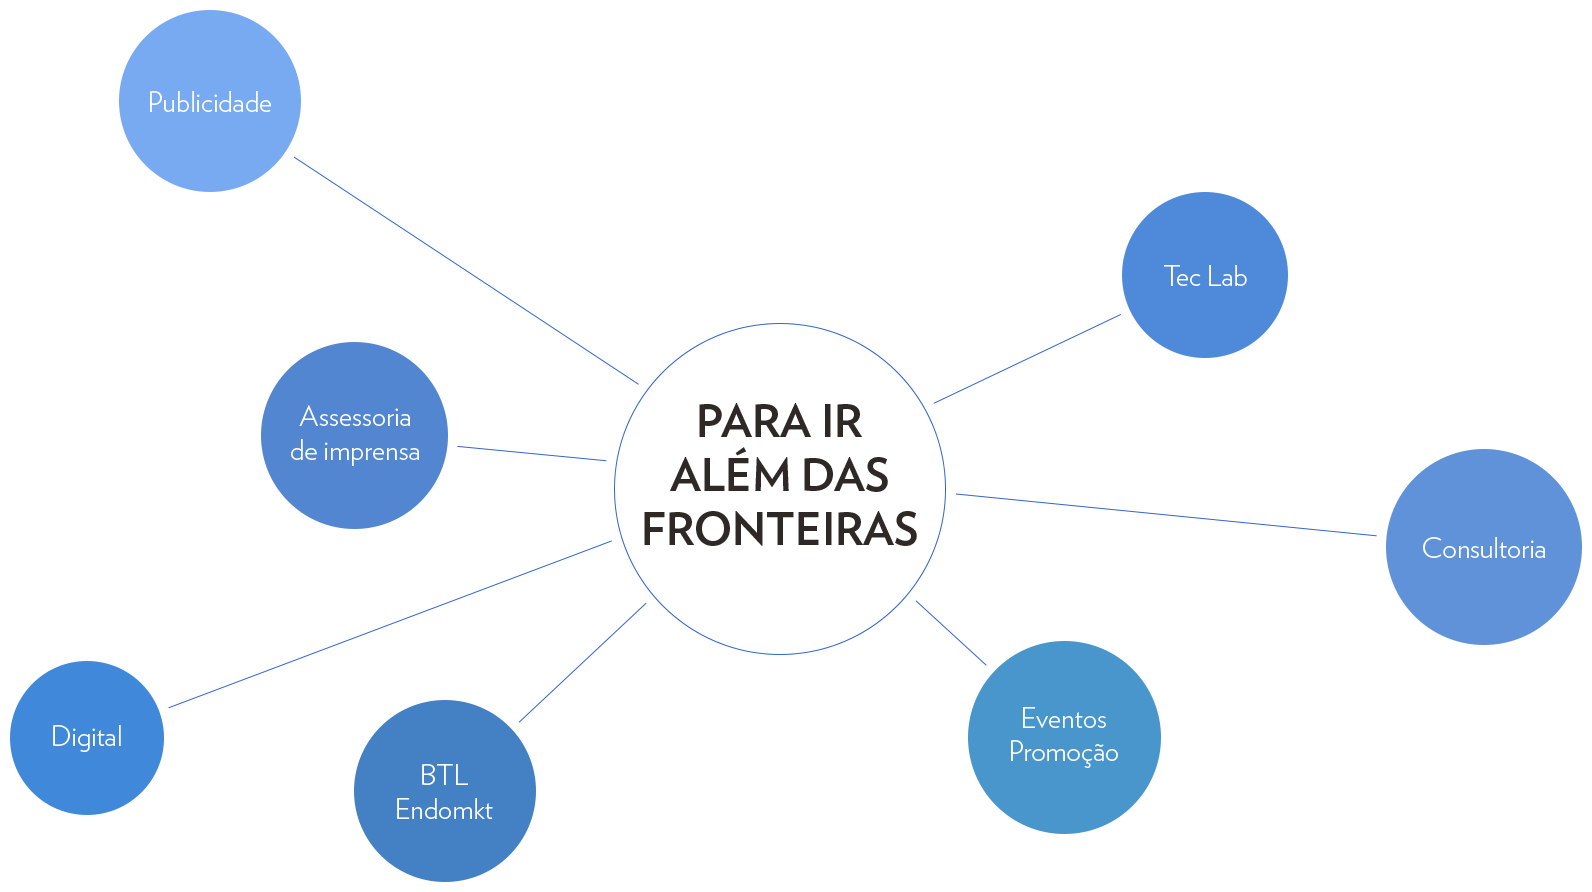 Publicidade
Tec Lab
Assessoria
de imprensa
PARA IR
ALÉM DAS
FRONTEIRAS
Consultoria
Digital
BTL
Endomkt
Eventos
Promoção